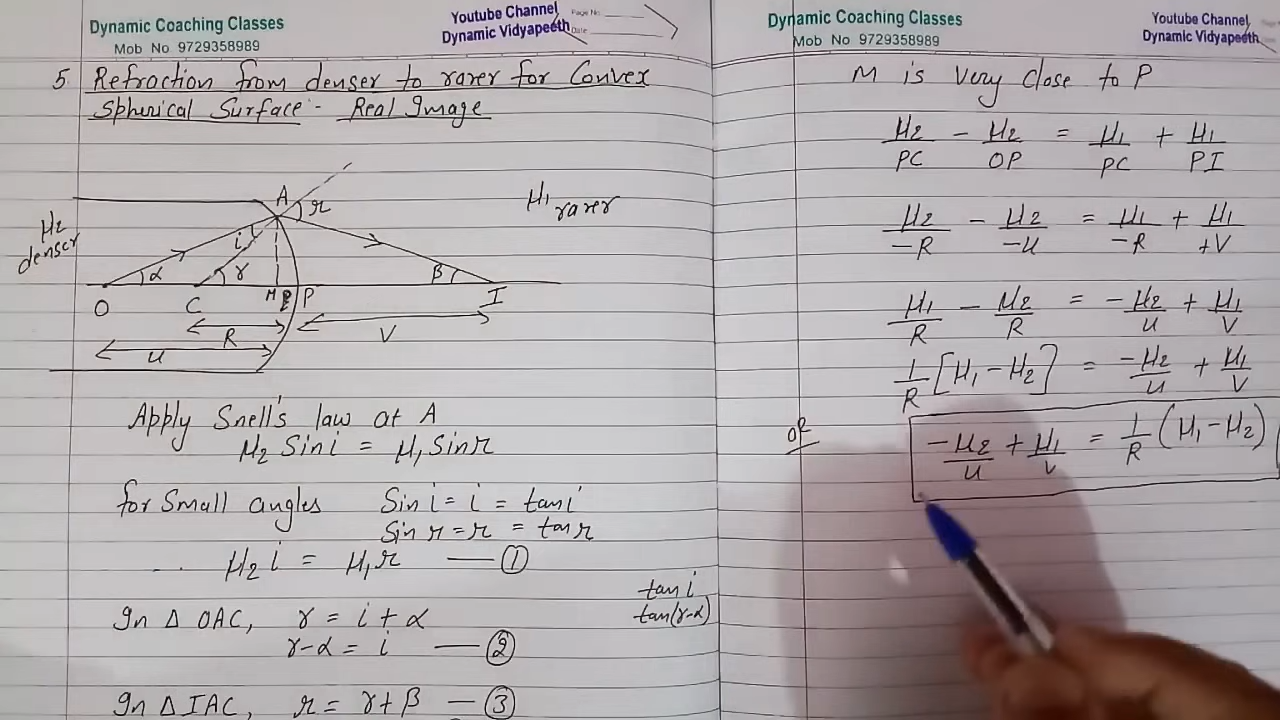 Dynamic Coaching Classes
Mob No. 9729358989
Youtube Channel
Dynamic Vidyapeeth
Page No.
Date
5 Refraction from denser to rarer for Convex
Spherical Surface - Real Image
μ2
denser
μ1
rarer
A
r
i
α
γ
β
O
C
M
P
I
R
u
V
Apply Snell's law at A
μ2 Sin i = μ1 Sin r
for Small angles Sin i = i = tan i
Sin r = r = tan r
μ2 i = μ1 r — ①
In Δ OAC, γ = i + α
γ-α = i — ②
tan i
tan(γ-α)
In Δ IAC, r = γ + β — ③
Dynamic Coaching Classes
Mob No. 9729358989
Youtube Channel
Dynamic Vidyapeeth
M is very close to P
μ2/PC - μ2/OP = μ1/PC + μ1/PI
μ2/-R - μ2/-u = μ1/-R + μ1/+V
μ1/R - μ2/R = -μ2/u + μ1/V
1/R [μ1 - μ2] = -μ2/u + μ1/V
OR
-μ2/u + μ1/v = 1/R (μ1 - μ2)